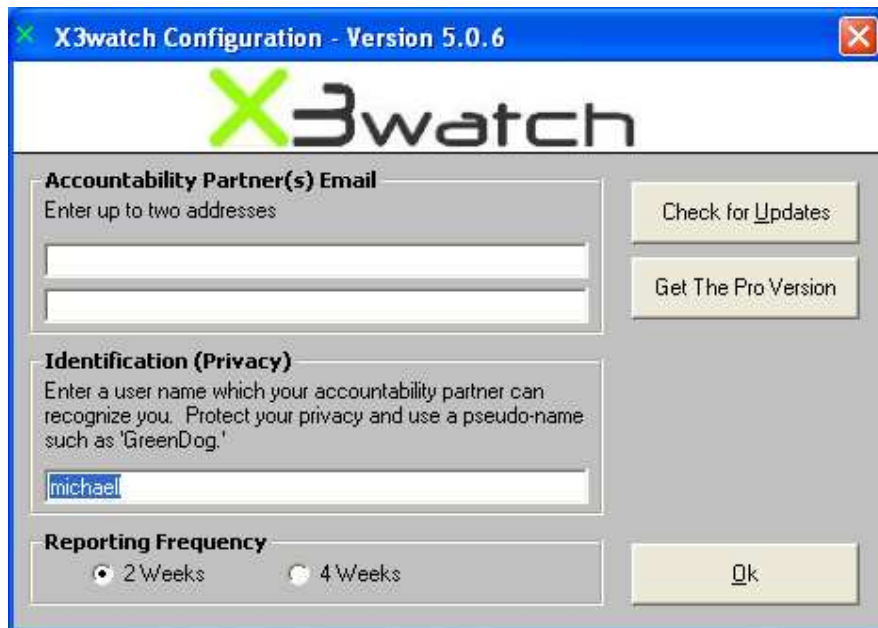 X3watch Configuration - Version 5.0.6
X3watch
Accountability Partner(s) Email
Enter up to two addresses
Check for Updates
Get The Pro Version
Identification (Privacy)
Enter a user name which your accountability partner can
recognize you.  Protect your privacy and use a pseudo-name
such as 'GreenDog.'
michael
Reporting Frequency
2 Weeks
4 Weeks
Ok